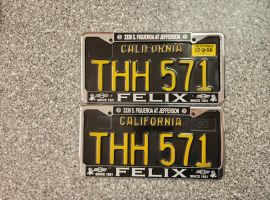 3330 S. FIGUEROA AT JEFFERSON
CALIFORNIA
THH 571
FELIX
SINCE 1921
3330 S. FIGUEROA AT JEFFERSON
CALIFORNIA
THH 571
FELIX
SINCE 1921